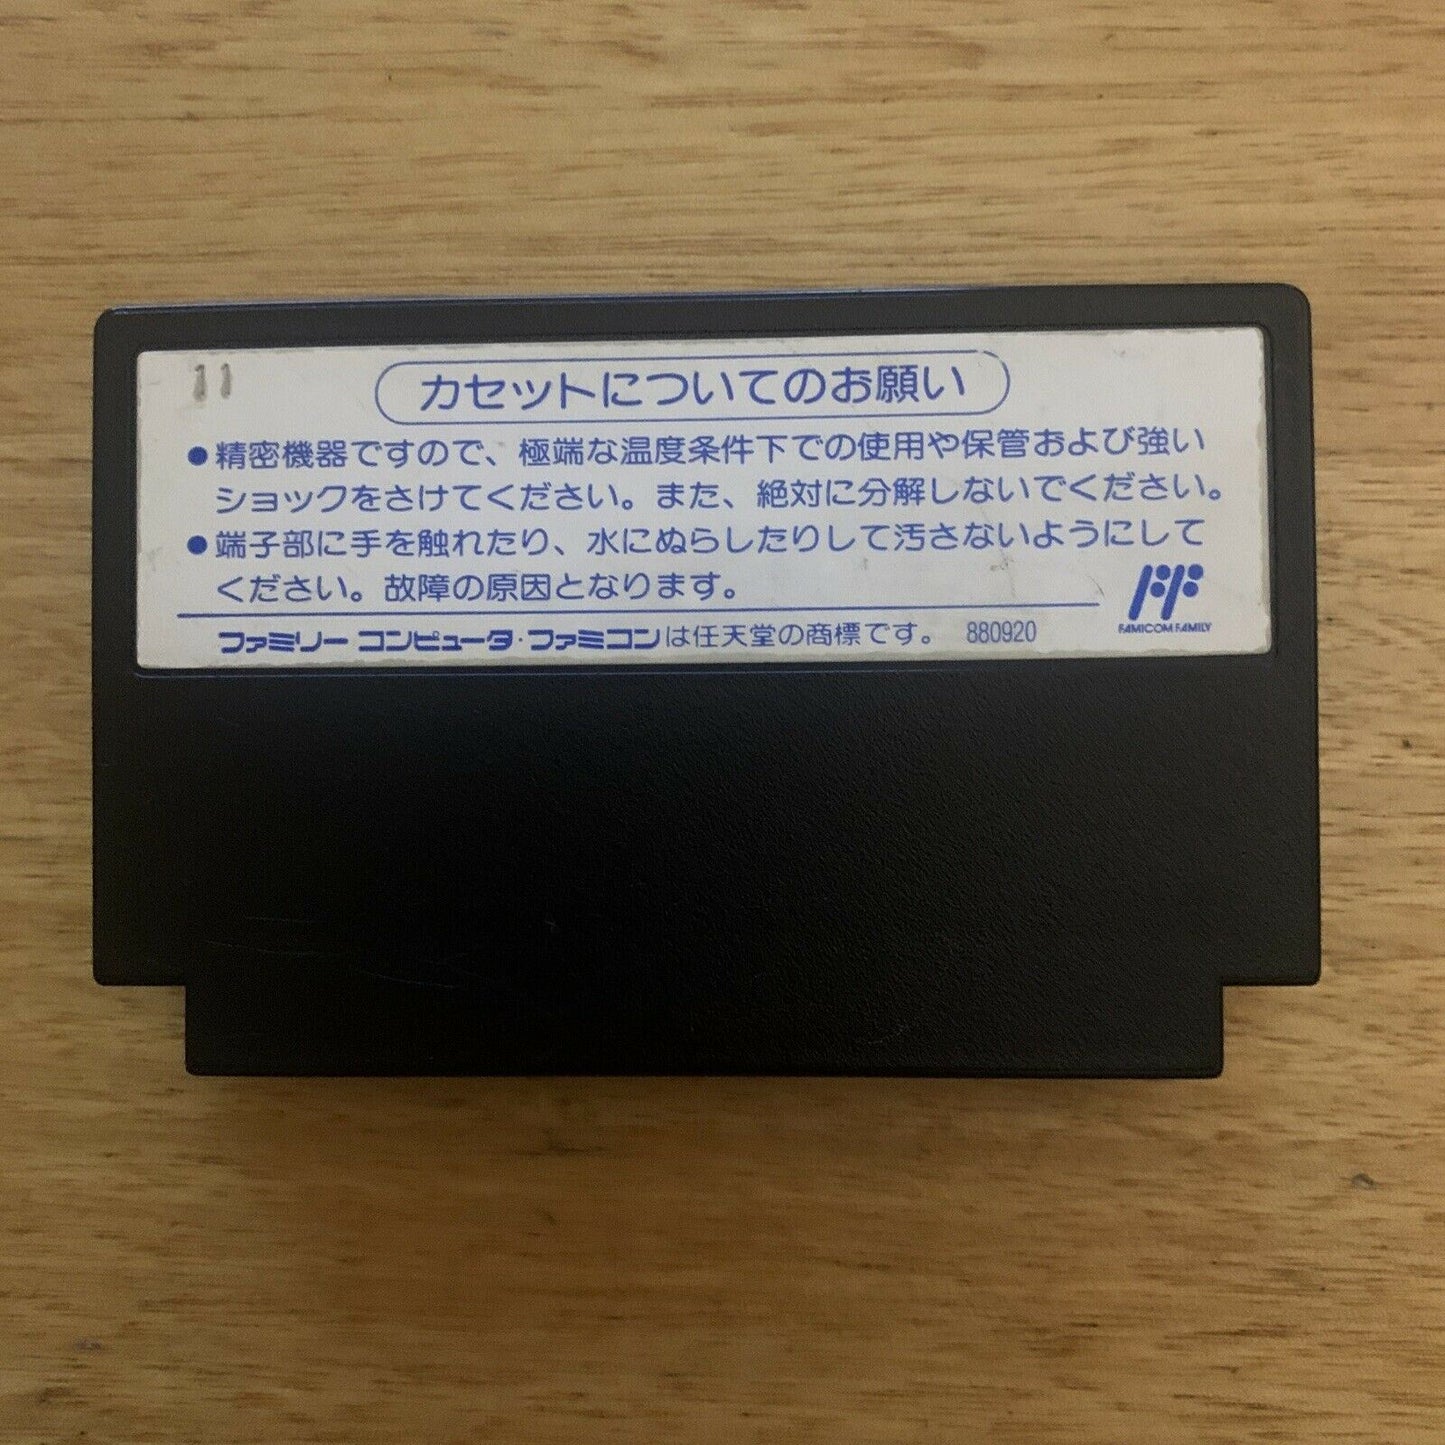 11
カセットについてのお願い
●精密機器ですので、極端な温度条件下での使用や保管および強い
ショックをさけてください。また、絶対に分解しないでください。
●端子部に手を触れたり、水にぬらしたりして汚さないようにして
ください。故障の原因となります。
ファミリー コンピュータ・ファミコンは任天堂の商標です。 880920
FAMICOM FAMILY